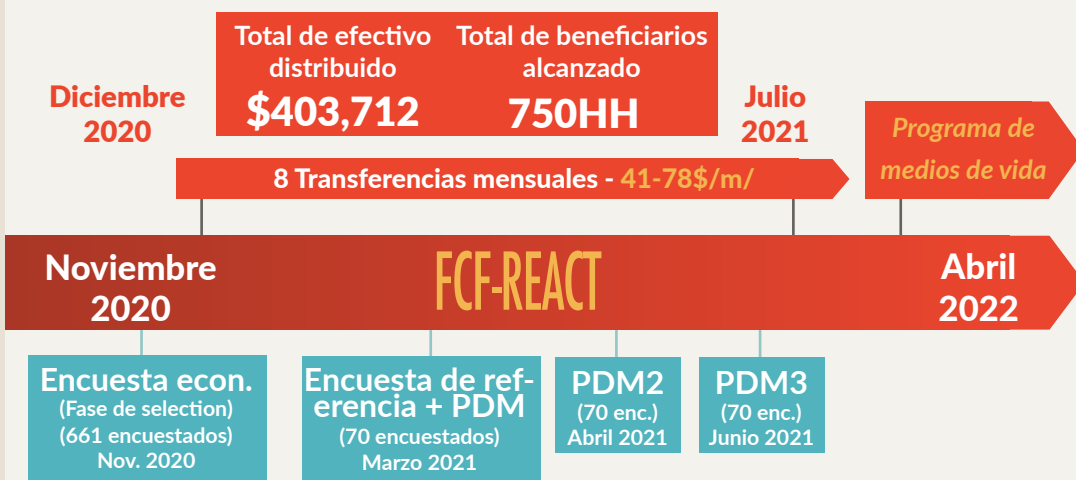 Total de efectivo
distribuido
$403,712
Total de beneficiarios
alcanzado
750HH
Diciembre
2020
Julio
2021
Programa de
medios de vida
8 Transferencias mensuales - 41-78$/m/
Noviembre
2020
FCF-REACT
Abril
2022
Encuesta econ.
(Fase de selection)
(661 encuestados)
Nov. 2020
Encuesta de ref-
erencia + PDM
(70 encuestados)
Marzo 2021
PDM2
(70 enc.)
Abril 2021
PDM3
(70 enc.)
Junio 2021